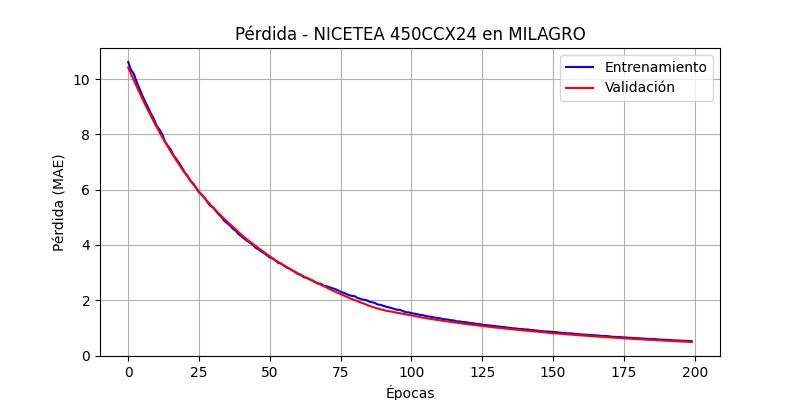 Pérdida - NICETEA 450CCX24 en MILAGRO
Entrenamiento
Validación
Pérdida (MAE)
10
8
6
4
2
0
0 25 50 75 100 125 150 175 200
Épocas